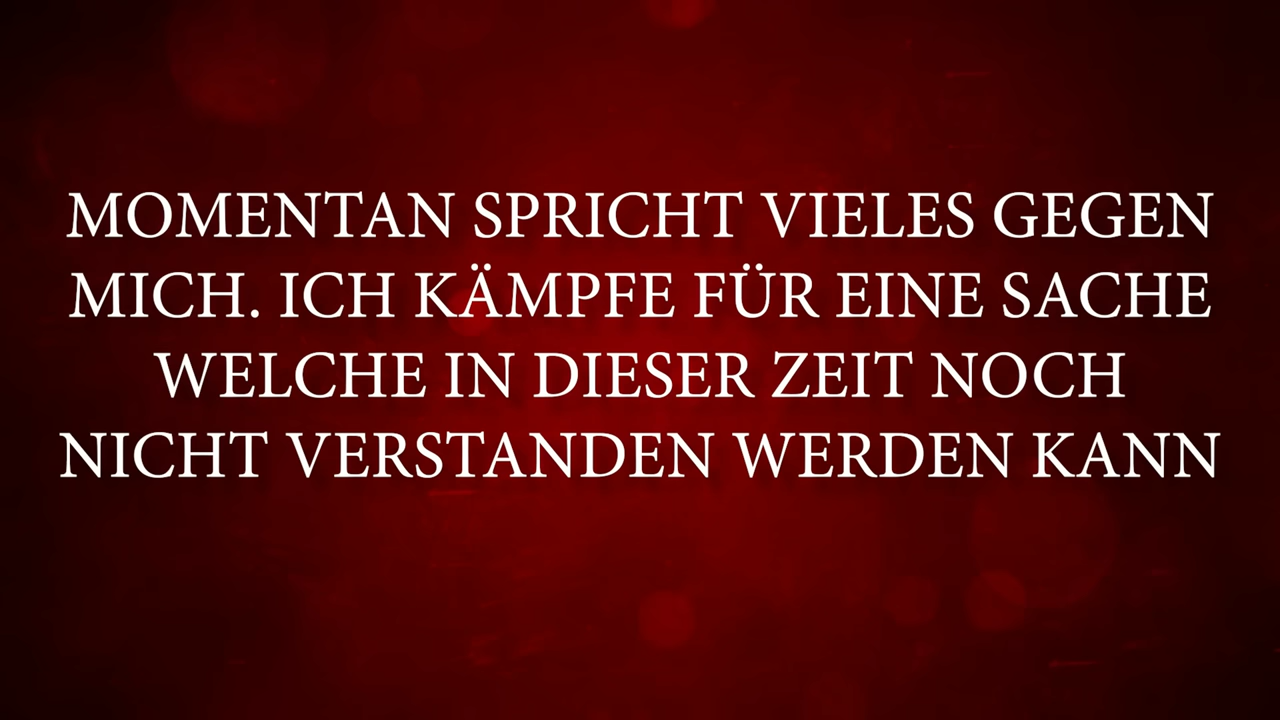 MOMENTAN SPRICHT VIELES GEGEN
MICH. ICH KÄMPFE FÜR EINE SACHE
WELCHE IN DIESER ZEIT NOCH
NICHT VERSTANDEN WERDEN KANN